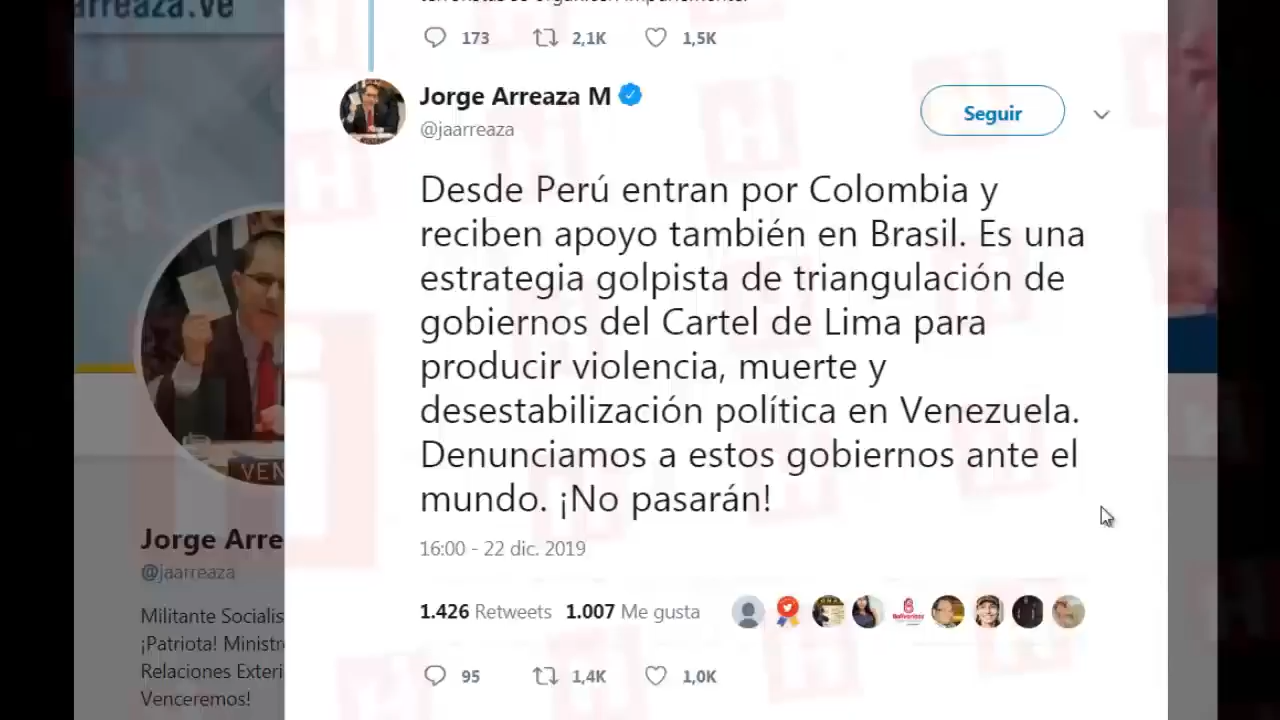 arreaza.ve
173 2,1K 1,5K
Jorge Arreaza M
@jaarreaza
Seguir
Desde Perú entran por Colombia y
reciben apoyo también en Brasil. Es una
estrategia golpista de triangulación de
gobiernos del Cartel de Lima para
producir violencia, muerte y
desestabilización política en Venezuela.
Denunciamos a estos gobiernos ante el
mundo. ¡No pasarán!
16:00 - 22 dic. 2019
1.426 Retweets 1.007 Me gusta
95 1,4K 1,0K
VEN
Jorge Arre
@jaarreaza
Militante Socialis
¡Patriota! Ministr
Relaciones Exteri
Venceremos!